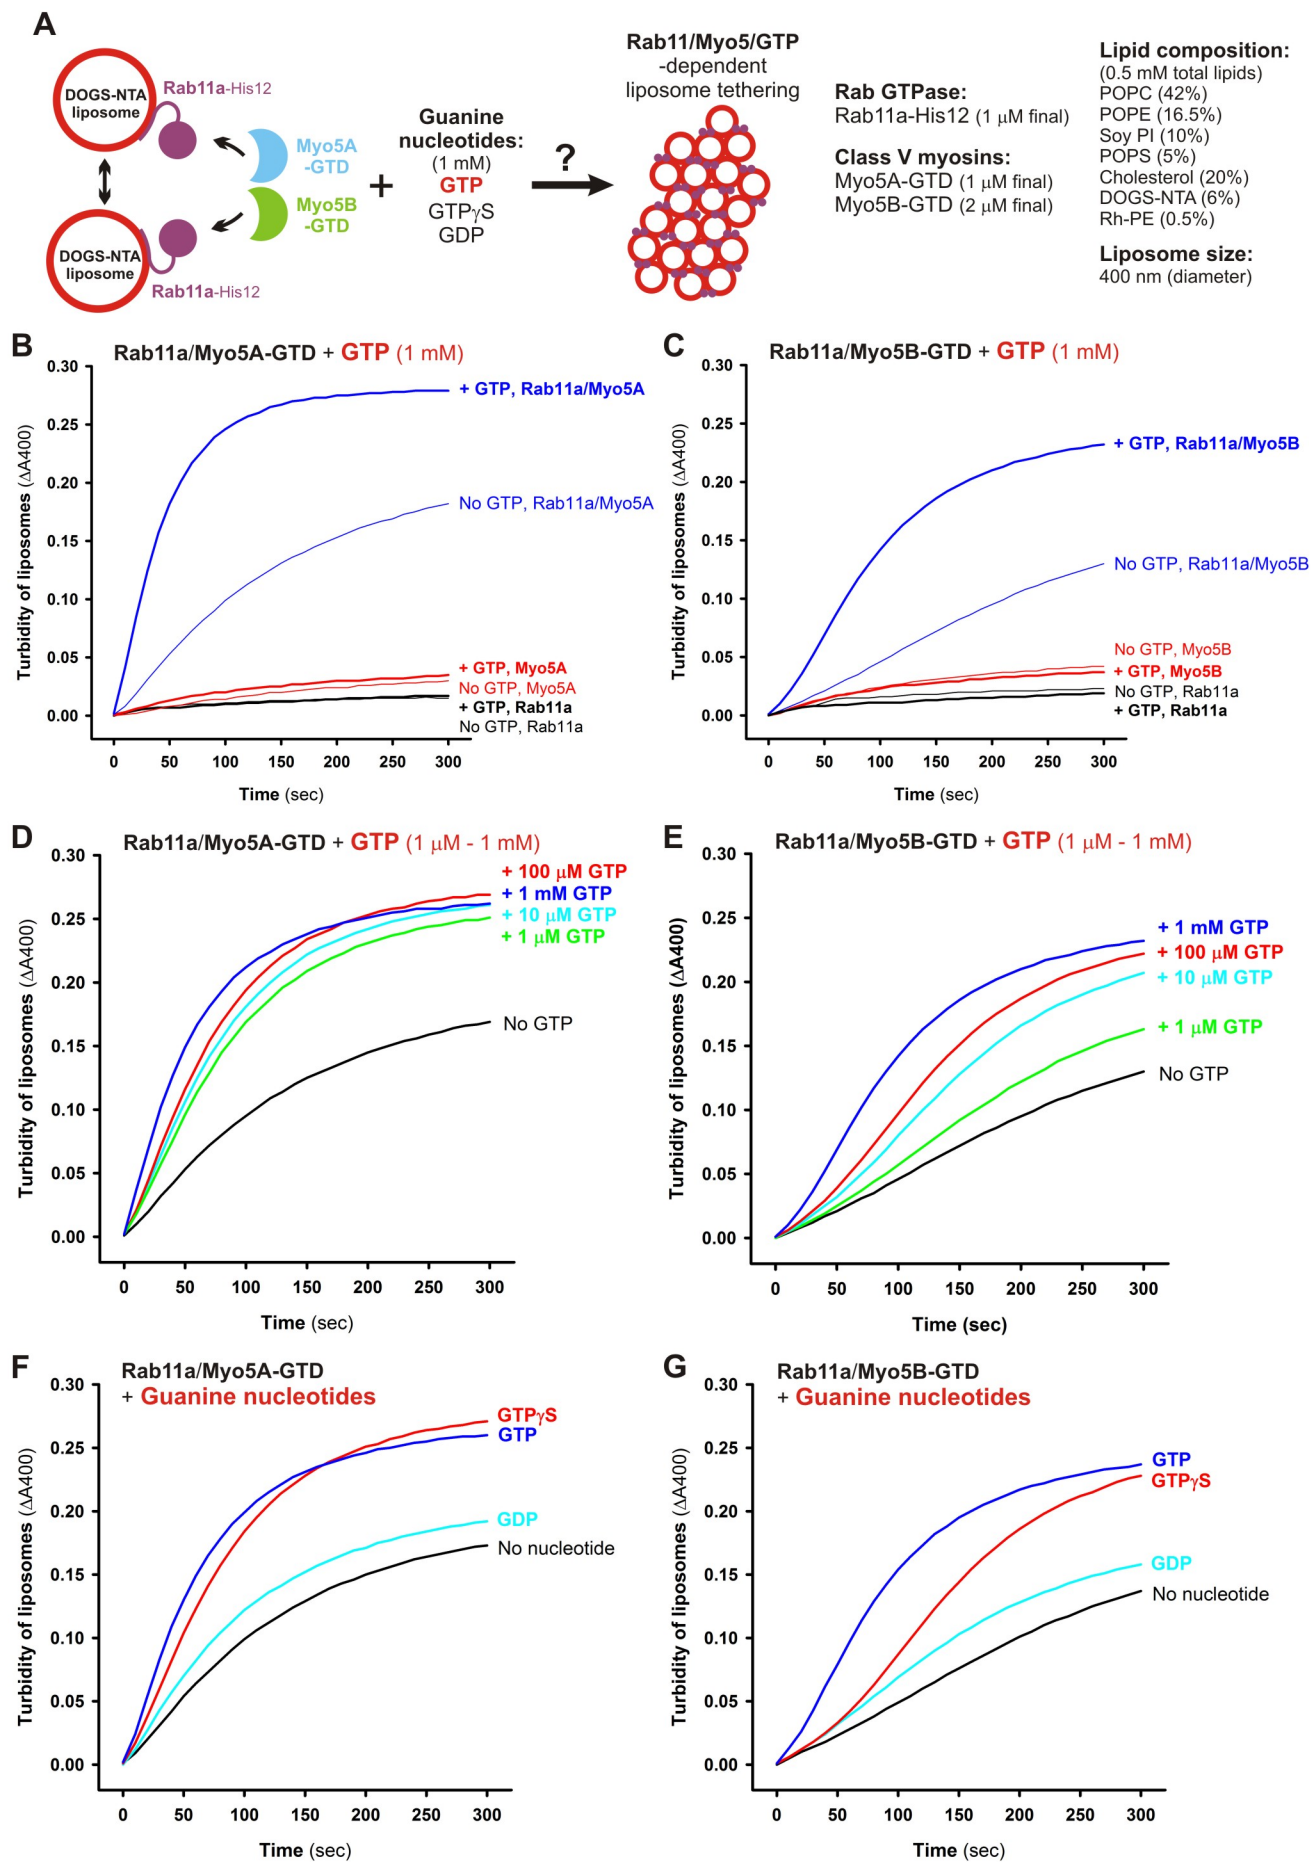 A
DOGS-NTA
liposome
Rab11a-His12
DOGS-NTA
liposome
Rab11a-His12
Myo5A
-GTD
Myo5B
-GTD
+
Guanine
nucleotides:
(1 mM)
GTP
GTPγS
GDP
?
Rab11/Myo5/GTP
-dependent
liposome tethering
Rab GTPase:
Rab11a-His12 (1 μM final)
Class V myosins:
Myo5A-GTD (1 μM final)
Myo5B-GTD (2 μM final)
Lipid composition:
(0.5 mM total lipids)
POPC (42%)
POPE (16.5%)
Soy PI (10%)
POPS (5%)
Cholesterol (20%)
DOGS-NTA (6%)
Rh-PE (0.5%)
Liposome size:
400 nm (diameter)
B
Rab11a/Myo5A-GTD + GTP (1 mM)
Turbidity of liposomes (ΔA400)
0.30
0.25
0.20
0.15
0.10
0.05
0.00
+ GTP, Rab11a/Myo5A
No GTP, Rab11a/Myo5A
+ GTP, Myo5A
No GTP, Myo5A
+ GTP, Rab11a
No GTP, Rab11a
0 50 100 150 200 250 300
Time (sec)
C
Rab11a/Myo5B-GTD + GTP (1 mM)
Turbidity of liposomes (ΔA400)
0.30
0.25
0.20
0.15
0.10
0.05
0.00
+ GTP, Rab11a/Myo5B
No GTP, Rab11a/Myo5B
No GTP, Myo5B
+ GTP, Myo5B
No GTP, Rab11a
+ GTP, Rab11a
0 50 100 150 200 250 300
Time (sec)
D
Rab11a/Myo5A-GTD + GTP (1 μM - 1 mM)
Turbidity of liposomes (ΔA400)
0.30
0.25
0.20
0.15
0.10
0.05
0.00
+ 100 μM GTP
+ 1 mM GTP
+ 10 μM GTP
+ 1 μM GTP
No GTP
0 50 100 150 200 250 300
Time (sec)
E
Rab11a/Myo5B-GTD + GTP (1 μM - 1 mM)
Turbidity of liposomes (ΔA400)
0.30
0.25
0.20
0.15
0.10
0.05
0.00
+ 1 mM GTP
+ 100 μM GTP
+ 10 μM GTP
+ 1 μM GTP
No GTP
0 50 100 150 200 250 300
Time (sec)
F
Rab11a/Myo5A-GTD
+ Guanine nucleotides
Turbidity of liposomes (ΔA400)
0.30
0.25
0.20
0.15
0.10
0.05
0.00
GTPγS
GTP
GDP
No nucleotide
0 50 100 150 200 250 300
Time (sec)
G
Rab11a/Myo5B-GTD
+ Guanine nucleotides
Turbidity of liposomes (ΔA400)
0.30
0.25
0.20
0.15
0.10
0.05
0.00
GTP
GTPγS
GDP
No nucleotide
0 50 100 150 200 250 300
Time (sec)